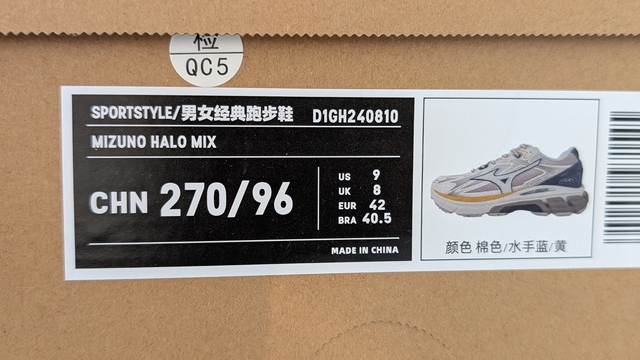 检
QC5
SPORTSTYLE/男女经典跑步鞋 D1GH240810
MIZUNO HALO MIX
CHN 270/96
US 9
UK 8
EUR 42
BRA 40.5
MADE IN CHINA
颜色 棉色/水手蓝/黄